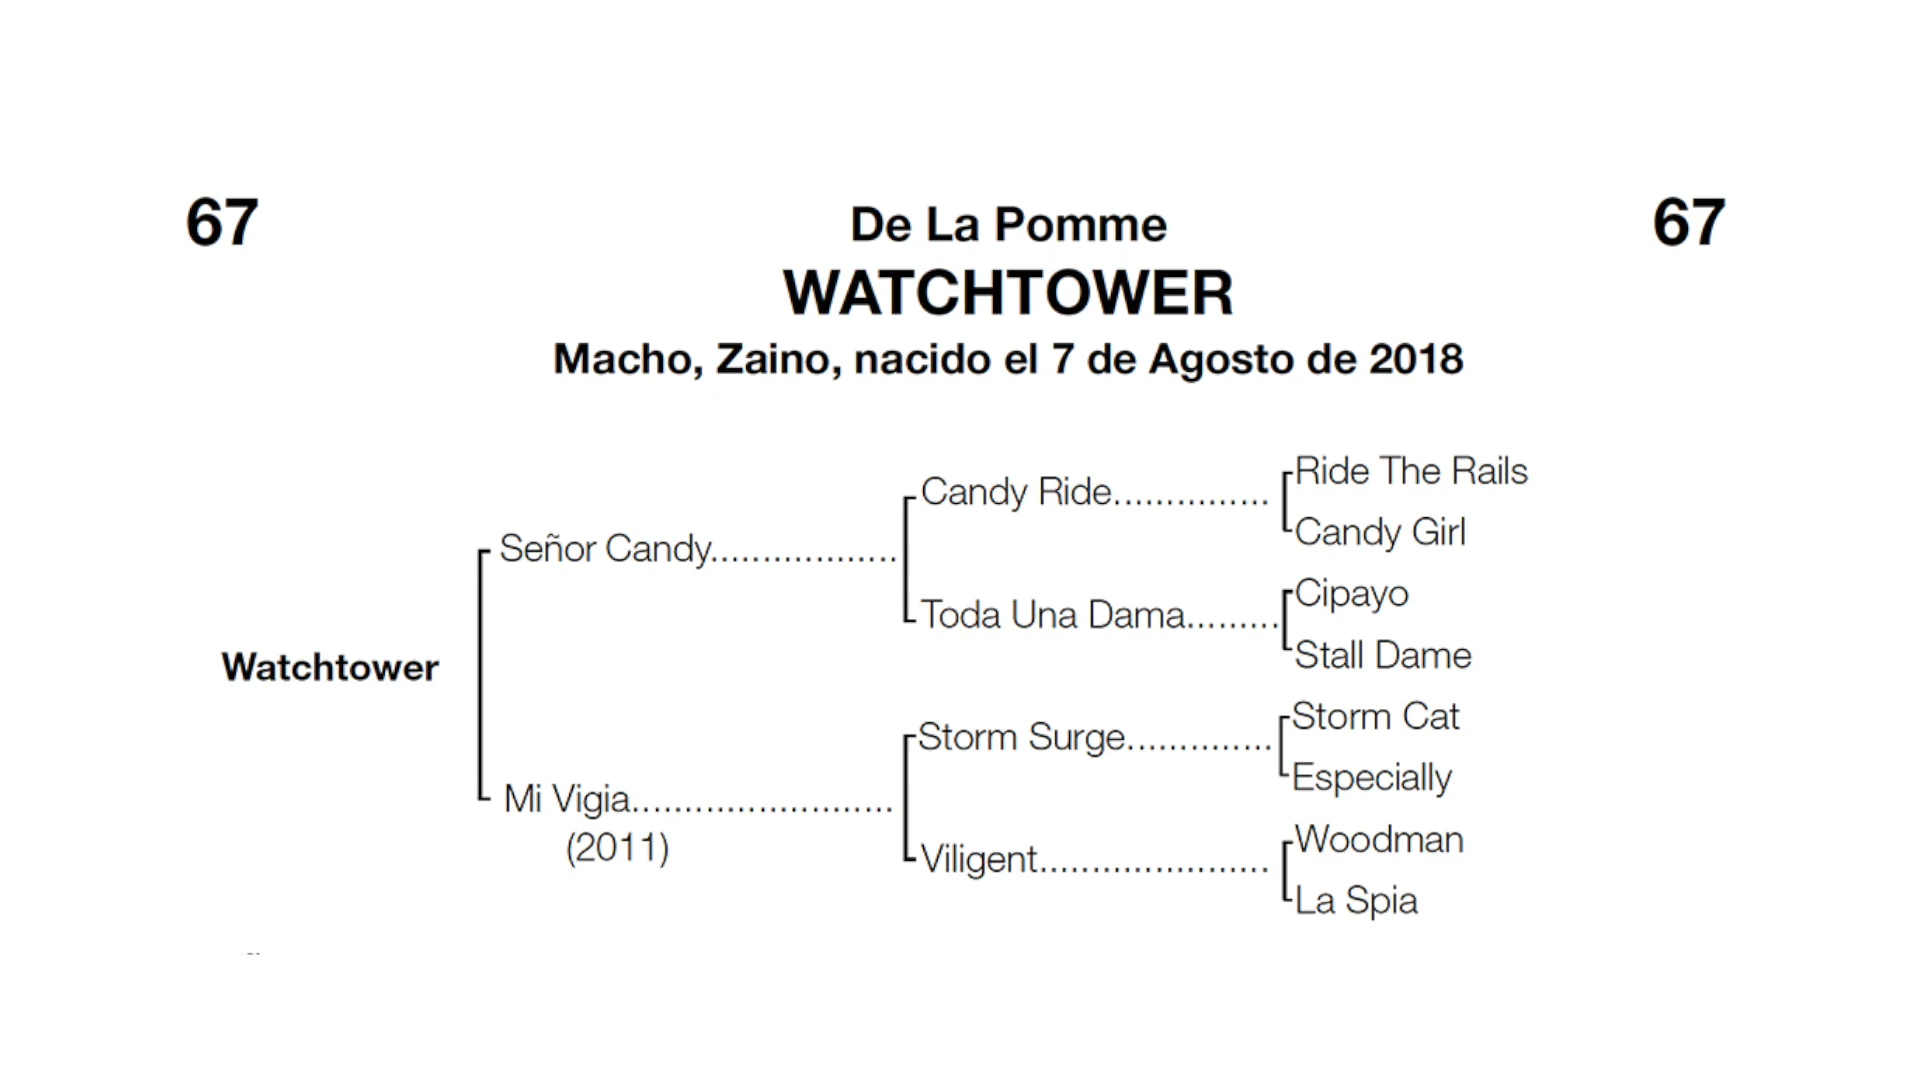 67 De La Pomme 67
WATCHTOWER
Macho, Zaino, nacido el 7 de Agosto de 2018
Ride The Rails
Candy Ride...............
Candy Girl
Señor Candy..................
Cipayo
Toda Una Dama.........
Stall Dame
Watchtower
Storm Cat
Storm Surge..............
Especially
Mi Vigia.........................
(2011)
Woodman
Viligent......................
La Spia